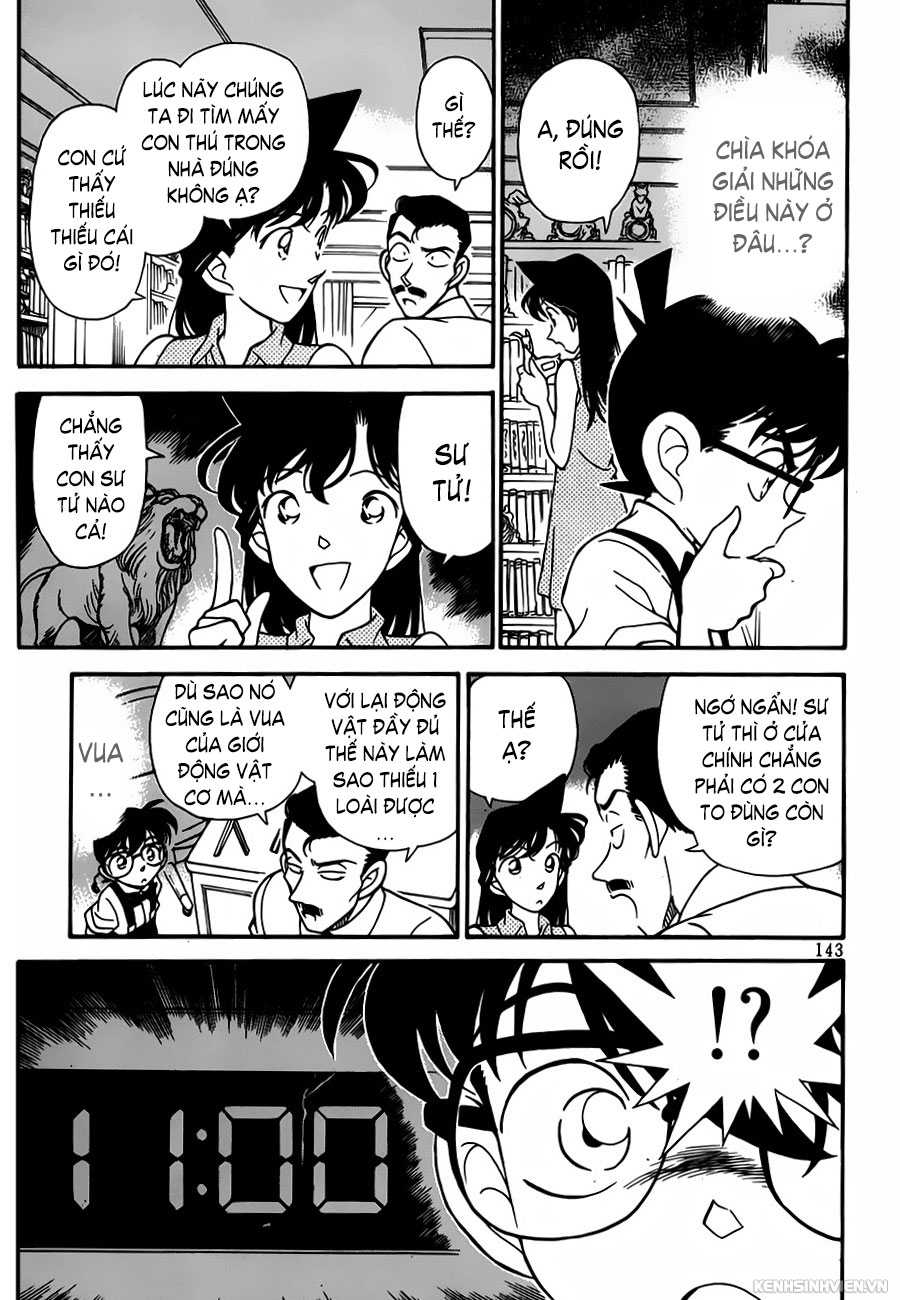 CHÌA KHÓA
GIẢI NHỮNG
ĐIỀU NÀY Ở
ĐÂU...?
A, ĐÚNG
RỒI!
GÌ
THẾ?
LÚC NÃY CHÚNG
TA ĐI TÌM MẤY
CON THÚ TRONG
NHÀ ĐÚNG
KHÔNG Ạ?
CON CỨ
THẤY
THIẾU
THIẾU CÁI
GÌ ĐÓ!
SƯ
TỬ!
CHẲNG
THẤY
CON SƯ
TỬ NÀO
CẢ!
NGỚ NGẨN! SƯ
TỬ THÌ Ở CỬA
CHÍNH CHẲNG
PHẢI CÓ 2 CON
TO ĐÙNG CÒN
GÌ?
THẾ
Ạ?
VỚI LẠI ĐỘNG
VẬT ĐẦY ĐỦ
THẾ NÀY LÀM
SAO THIẾU 1
LOÀI ĐƯỢC
...
DÙ SAO NÓ
CŨNG LÀ VUA
CỦA GIỚI
ĐỘNG VẬT
CƠ MÀ...
VUA
...
143
!?
11:00
KENHSINHVIEN.VN